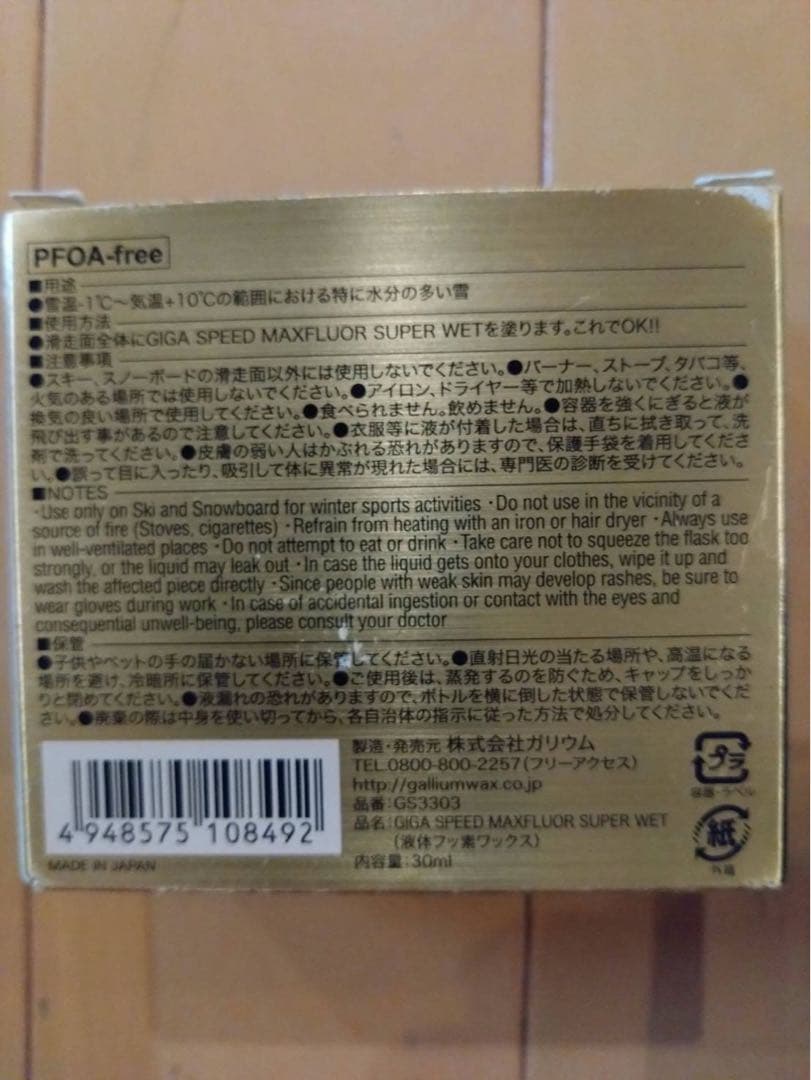 PFOA-free
■用途
●雪温-1℃〜気温+10℃の範囲における特に水分の多い雪
■使用方法
●滑走面全体にGIGA SPEED MAXFLUOR SUPER WETを塗ります。これでOK!!
■注意事項
●スキー、スノーボードの滑走面以外には使用しないでください。●バーナー、ストーブ、タバコ等、
火気のある場所では使用しないでください。●アイロン、ドライヤー等で加熱しないでください。●
換気の良い場所で使用してください。●食べられません。飲めません。●容器を強くにぎると液が
飛び出す事があるので注意してください。●衣服等に液が付着した場合は、直ちに拭き取って、洗
剤で洗ってください。●皮膚の弱い人はかぶれる恐れがありますので、保護手袋を着用してくださ
い。●誤って目に入ったり、吸引して体に異常が現れた場合には、専門医の診断を受けてください。
■NOTES
・Use only on Ski and Snowboard for winter sports activities ・Do not use in the vicinity of a
source of fire (Stoves, cigarettes) ・Refrain from heating with an iron or hair dryer ・Always use
in well-ventilated places ・Do not attempt to eat or drink ・Take care not to squeeze the flask too
strongly, or the liquid may leak out ・In case the liquid gets onto your clothes, wipe it up and
wash the affected piece directly ・Since people with weak skin may develop rashes, be sure to
wear gloves during work ・In case of accidental ingestion or contact with the eyes and
consequential unwell-being, please consult your doctor
■保管
●子供やペットの手の届かない場所に保管してください。●直射日光の当たる場所や、高温になる
場所を避け、冷暗所に保管してください。●ご使用後は、蒸発するのを防ぐため、キャップをしっか
りと閉めてください。●液漏れの恐れがありますので、ボトルを横に倒した状態で保管しないでくだ
さい。●廃棄の際は中身を使い切ってから、各自治体の指示に従った方法で処分してください。
製造・発売元 株式会社ガリウム
TEL.0800-800-2257(フリーアクセス)
http://galliumwax.co.jp
品番:GS3303
品名:GIGA SPEED MAXFLUOR SUPER WET
(液体フッ素ワックス)
内容量:30ml
4 948575 108492
MADE IN JAPAN
プラ
容器・ラベル
紙
外箱